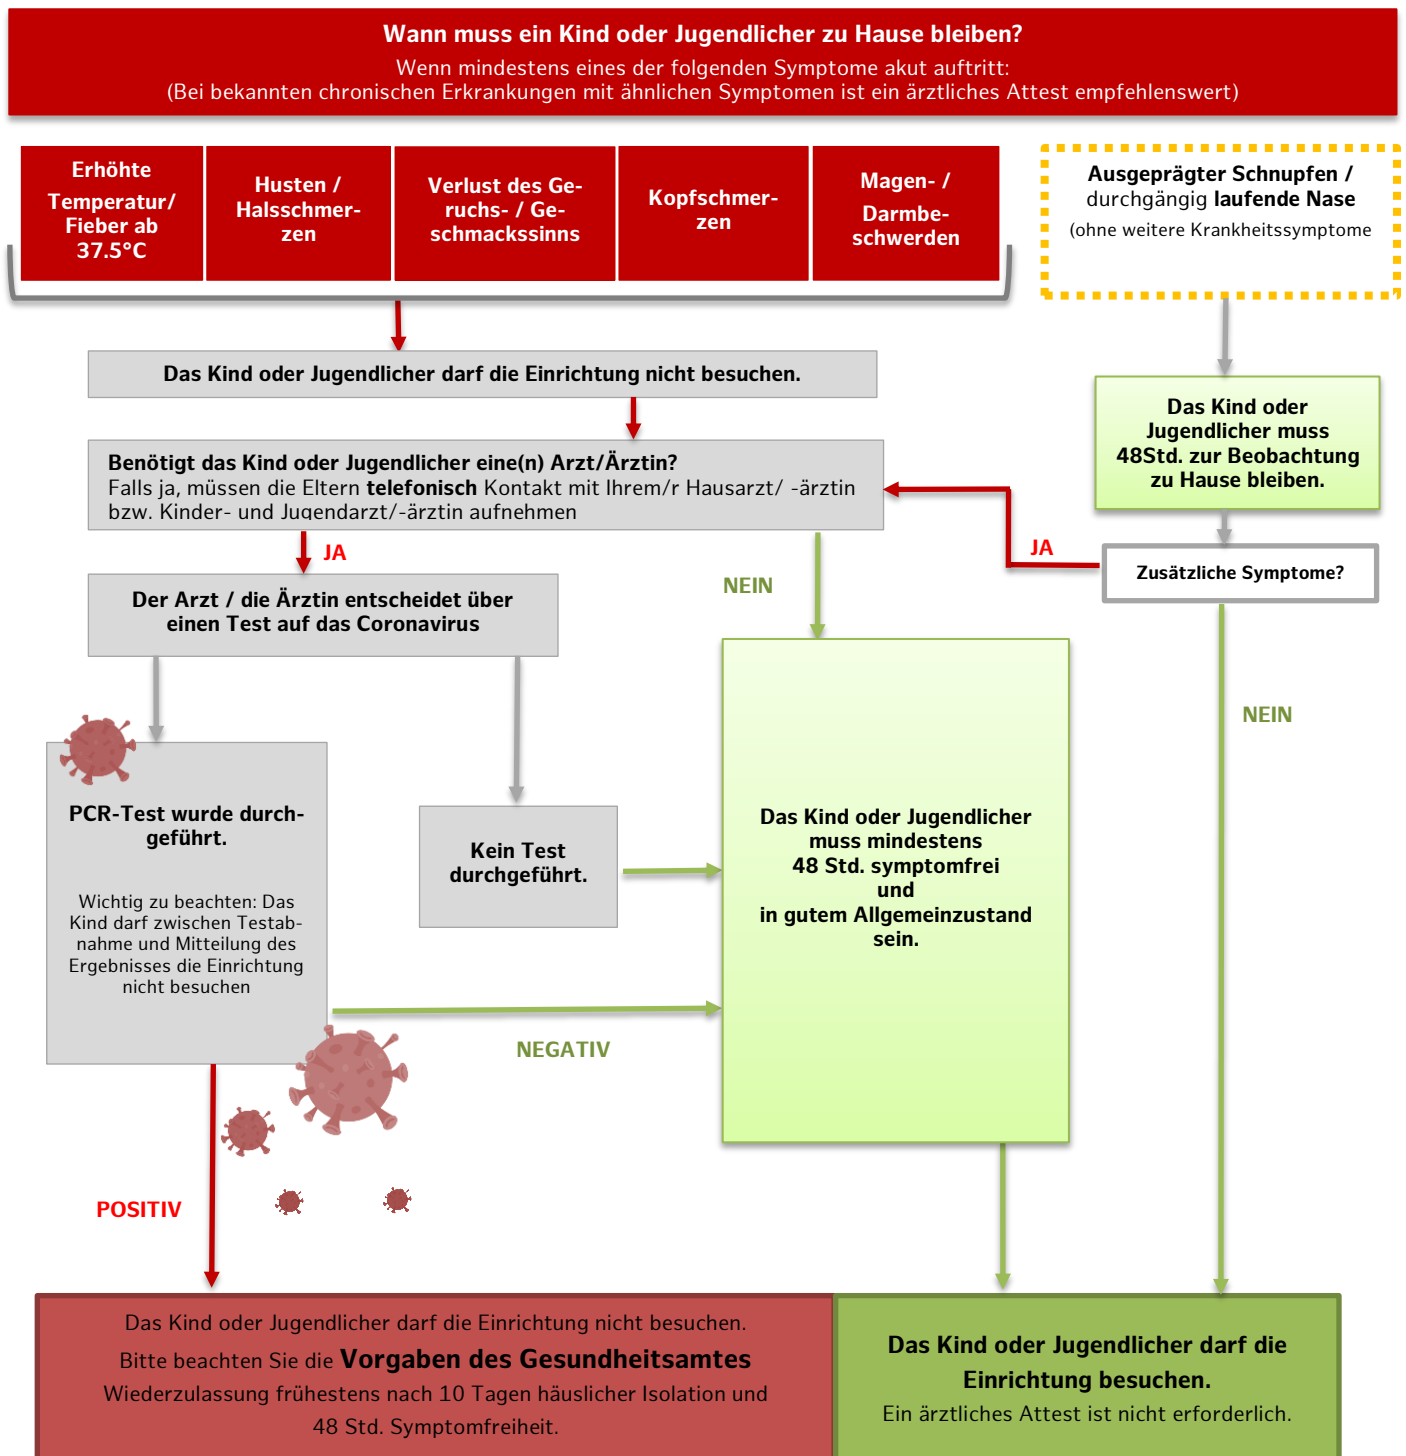 Wann muss ein Kind oder Jugendlicher zu Hause bleiben?
Wenn mindestens eines der folgenden Symptome akut auftritt:
(Bei bekannten chronischen Erkrankungen mit ähnlichen Symptomen ist ein ärztliches Attest empfehlenswert)
Erhöhte
Temperatur/
Fieber ab
37.5°C
Husten /
Halsschmer-
zen
Verlust des Ge-
ruchs- / Ge-
schmackssinns
Kopfschmer-
zen
Magen- /
Darmbe-
schwerden
Ausgeprägter Schnupfen /
durchgängig laufende Nase
(ohne weitere Krankheitssymptome
Das Kind oder Jugendlicher darf die Einrichtung nicht besuchen.
Das Kind oder
Jugendlicher muss
48Std. zur Beobachtung
zu Hause bleiben.
Benötigt das Kind oder Jugendlicher eine(n) Arzt/Ärztin?
Falls ja, müssen die Eltern telefonisch Kontakt mit Ihrem/r Hausarzt/ -ärztin
bzw. Kinder- und Jugendarzt/-ärztin aufnehmen
JA
JA
Zusätzliche Symptome?
NEIN
Der Arzt / die Ärztin entscheidet über
einen Test auf das Coronavirus
NEIN
PCR-Test wurde durch-
geführt.
Wichtig zu beachten: Das
Kind darf zwischen Testab-
nahme und Mitteilung des
Ergebnisses die Einrichtung
nicht besuchen
Kein Test
durchgeführt.
Das Kind oder Jugendlicher
muss mindestens
48 Std. symptomfrei
und
in gutem Allgemeinzustand
sein.
NEGATIV
POSITIV
Das Kind oder Jugendlicher darf die Einrichtung nicht besuchen.
Bitte beachten Sie die Vorgaben des Gesundheitsamtes
Wiederzulassung frühestens nach 10 Tagen häuslicher Isolation und
48 Std. Symptomfreiheit.
Das Kind oder Jugendlicher darf die
Einrichtung besuchen.
Ein ärztliches Attest ist nicht erforderlich.